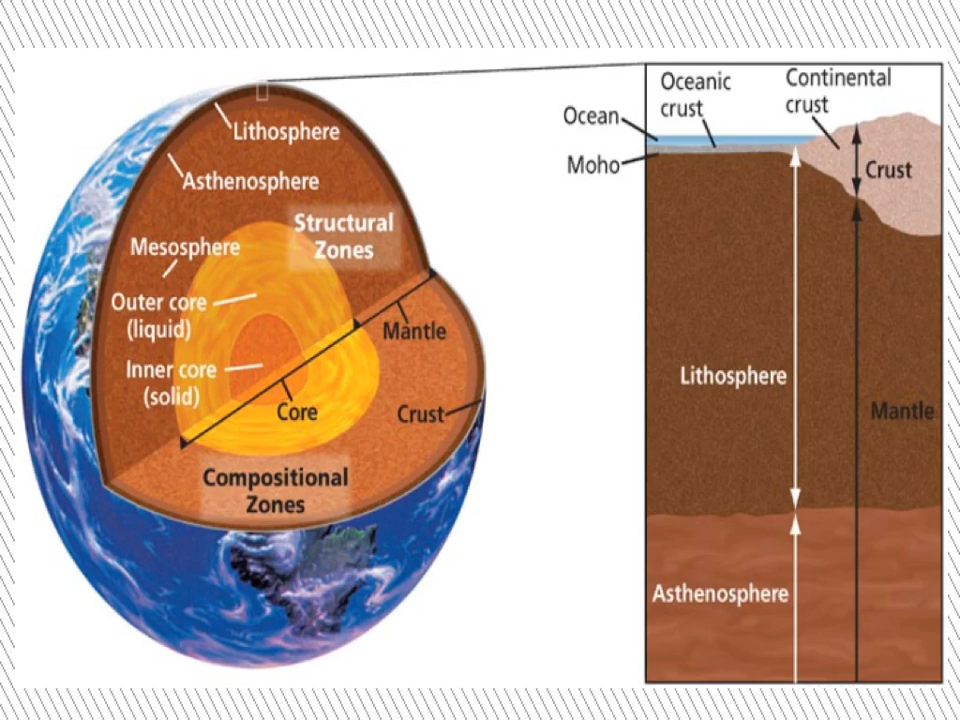 Lithosphere
Asthenosphere
Structural
Zones
Mesosphere
Outer core
(liquid)
Mantle
Inner core
(solid)
Core
Crust
Compositional
Zones
Oceanic
crust
Continental
crust
Ocean
Moho
Crust
Lithosphere
Mantle
Asthenosphere